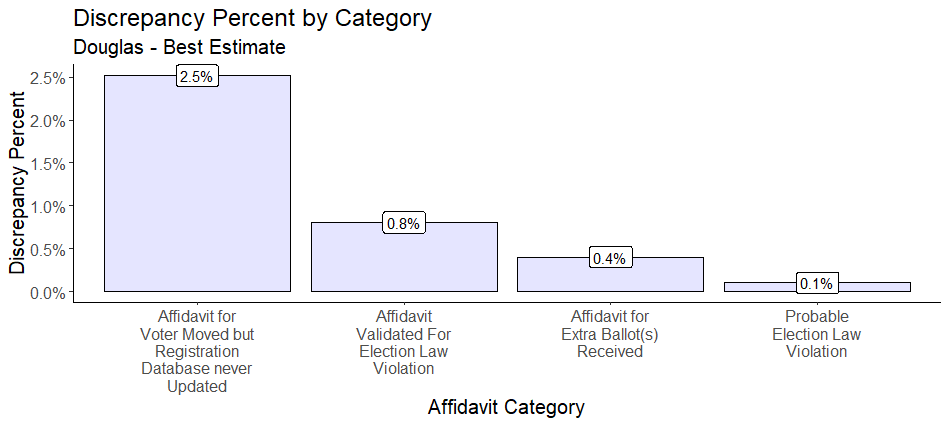 Discrepancy Percent by Category
Douglas - Best Estimate
Discrepancy Percent
2.5%
2.0%
1.5%
1.0%
0.5%
0.0%
2.5%
0.8%
0.4%
0.1%
Affidavit for
Voter Moved but
Registration
Database never
Updated
Affidavit
Validated For
Election Law
Violation
Affidavit for
Extra Ballot(s)
Received
Probable
Election Law
Violation
Affidavit Category